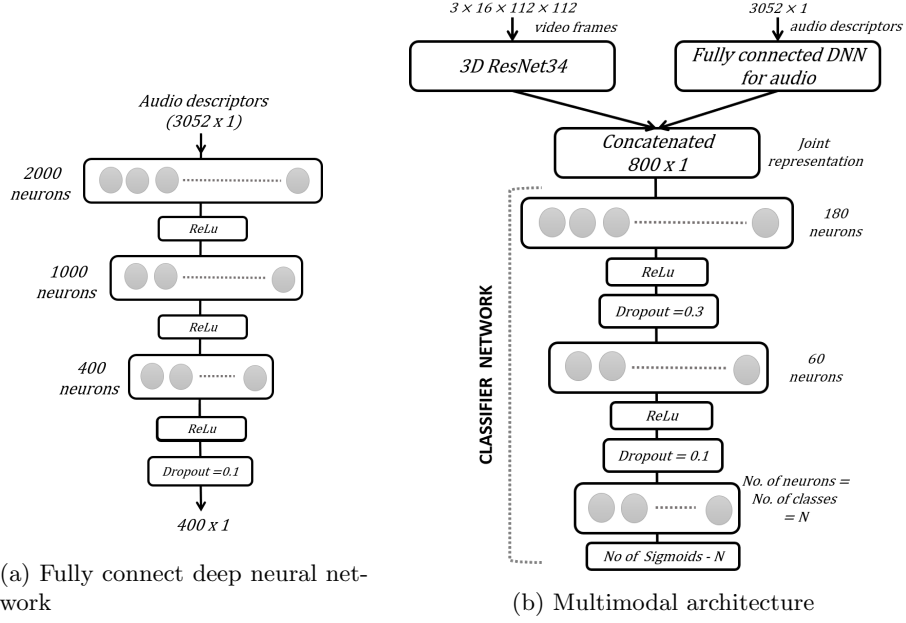 Audio descriptors
(3052 x 1)
2000
neurons
ReLu
1000
neurons
ReLu
400
neurons
ReLu
Dropout =0.1
400 x 1
(a) Fully connect deep neural net-
work
3 × 16 × 112 × 112
video frames
3052 × 1
audio descriptors
3D ResNet34
Fully connected DNN
for audio
Concatenated
800 x 1
Joint
representation
CLASSIFIER NETWORK
180
neurons
ReLu
Dropout =0.3
60
neurons
ReLu
Dropout = 0.1
No. of neurons =
No. of classes
= N
No of Sigmoids - N
(b) Multimodal architecture